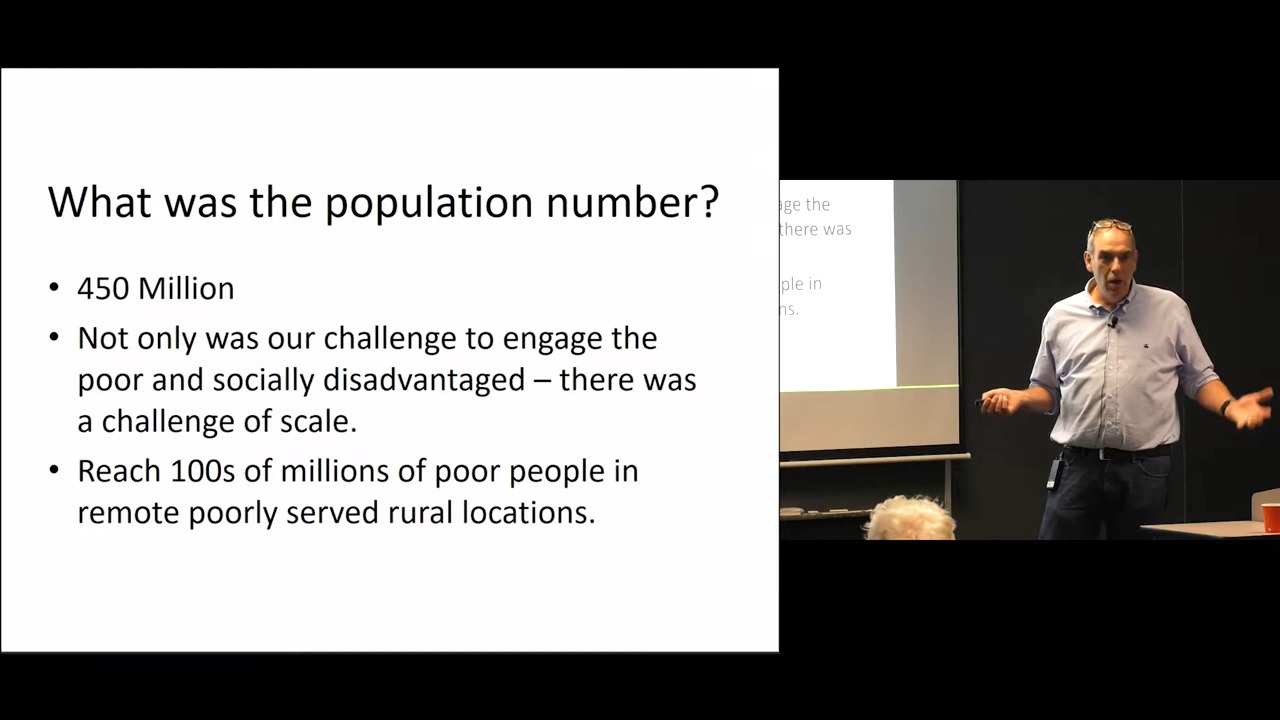 What was the population number?
• 450 Million
• Not only was our challenge to engage the
poor and socially disadvantaged – there was
a challenge of scale.
• Reach 100s of millions of poor people in
remote poorly served rural locations.
age the
there was
ple in
ns.